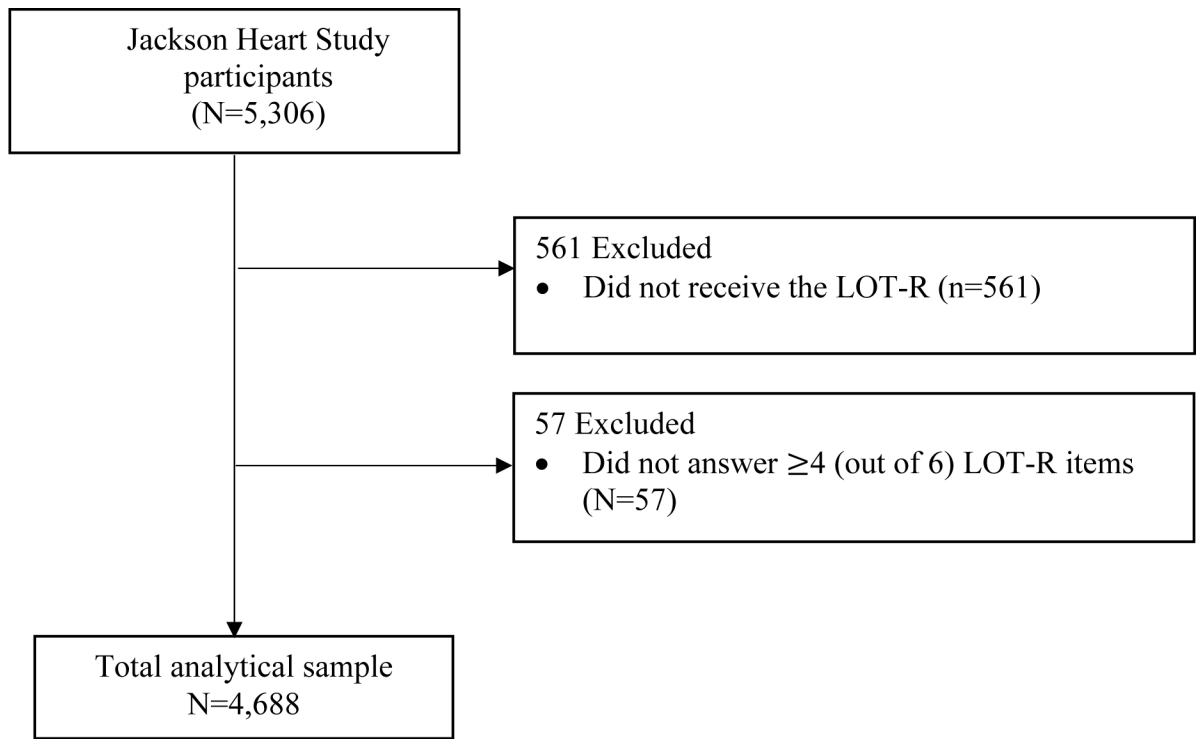 Jackson Heart Study
participants
(N=5,306)
561 Excluded
• Did not receive the LOT-R (n=561)
57 Excluded
• Did not answer ≥4 (out of 6) LOT-R items
(N=57)
Total analytical sample
N=4,688